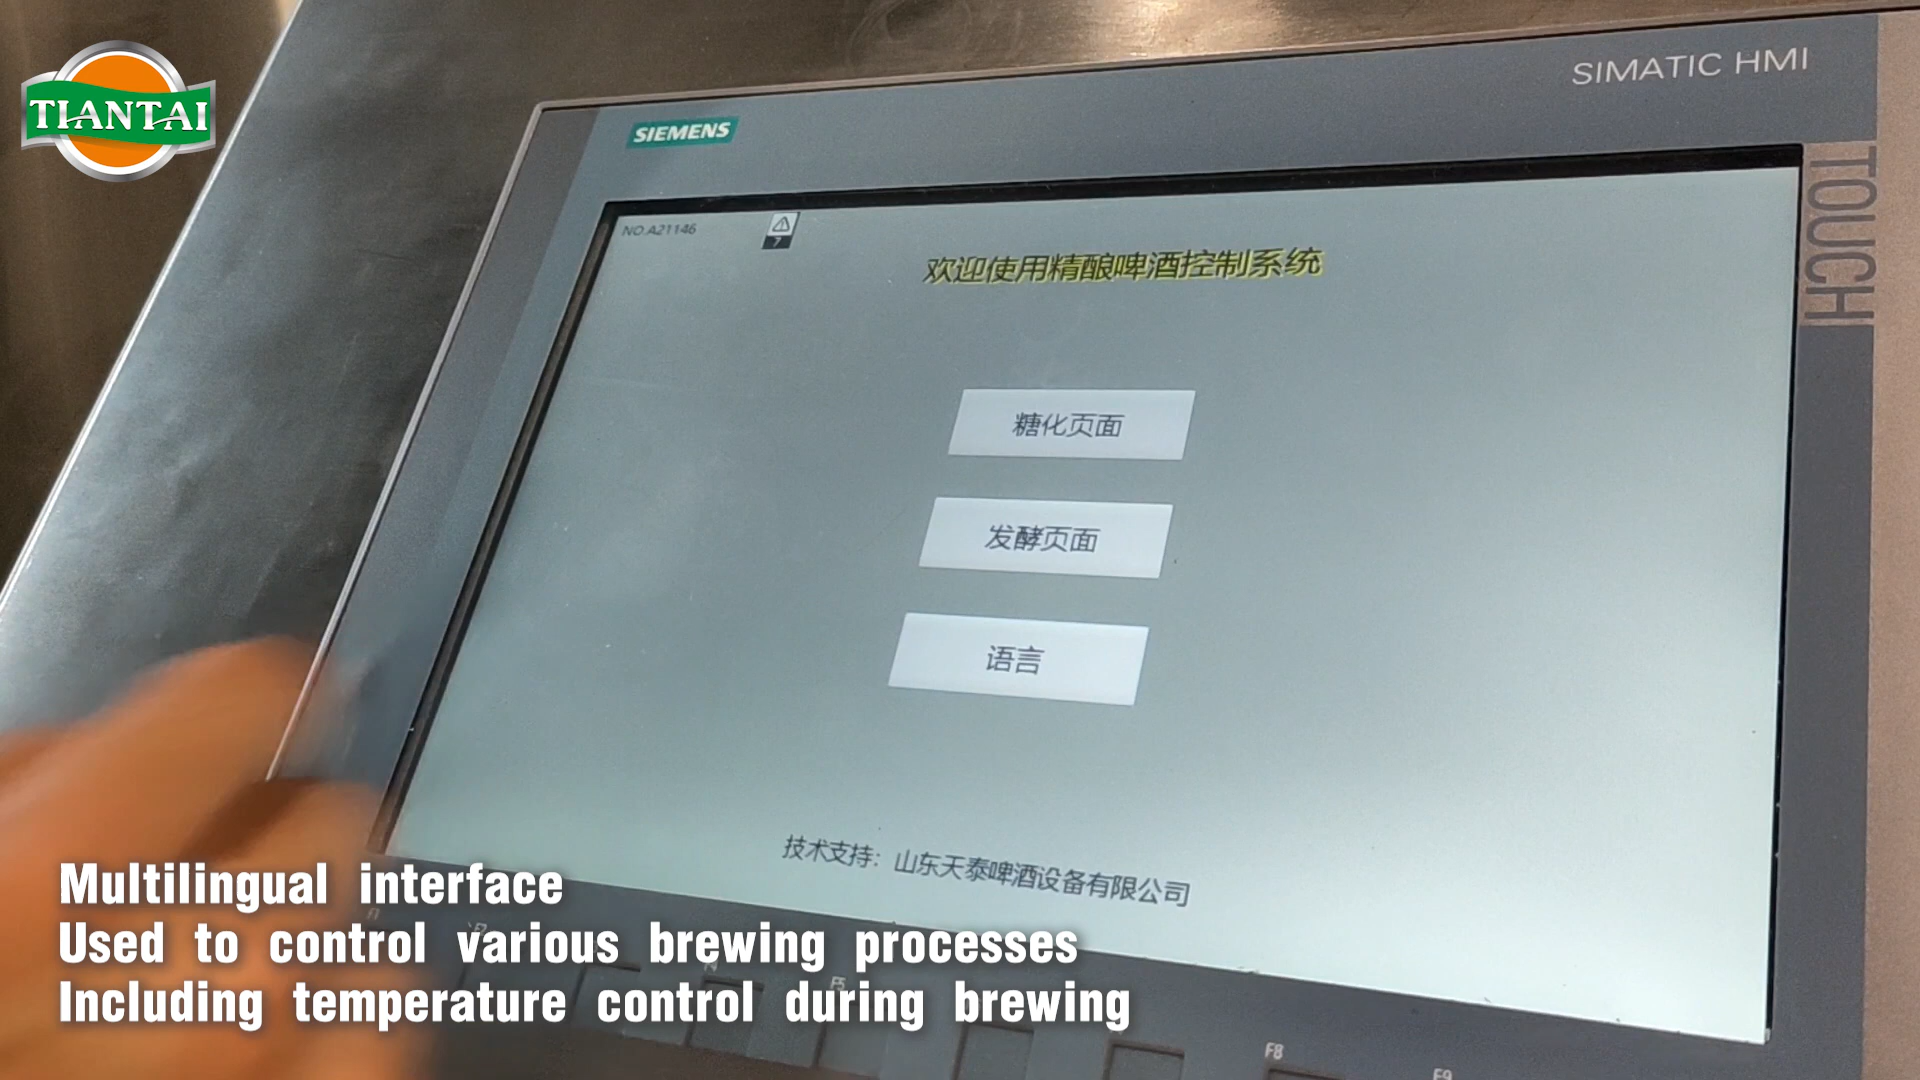 TIANTAI
SIMATIC HMI
SIEMENS
TOUCH
NO.A21146
7
欢迎使用精酿啤酒控制系统
糖化页面
发酵页面
语言
技术支持：山东天泰啤酒设备有限公司
Multilingual interface
Used to control various brewing processes
Including temperature control during brewing
F5
F8
F9